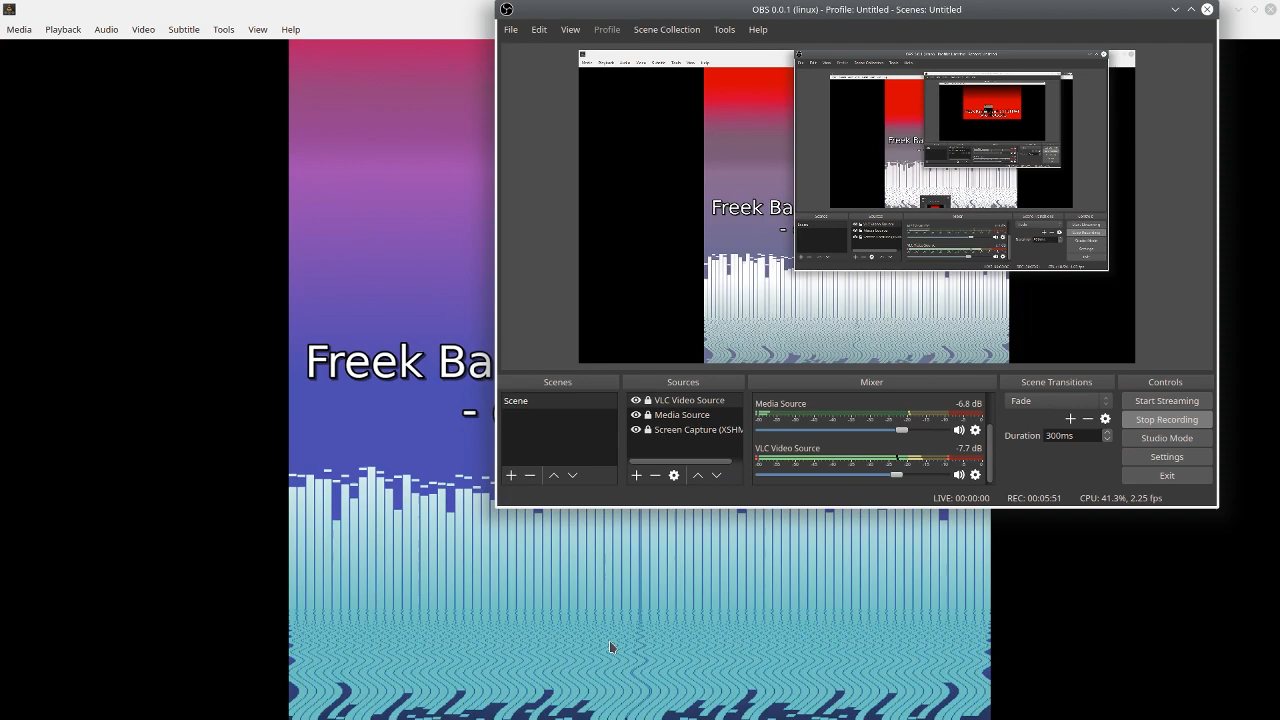 OBS 0.0.1 (linux) - Profile: Untitled - Scenes: Untitled
Media Playback Audio Video Subtitle Tools View Help
File Edit View Profile Scene Collection Tools Help
Freek Ba
-
Freek Ba
-
Scenes Sources Mixer Scene Transitions Controls
Scene
VLC Video Source
Media Source
Screen Capture (XSHM
Media Source -6.8 dB
VLC Video Source -7.7 dB
Fade
Duration 300ms
Start Streaming
Stop Recording
Studio Mode
Settings
Exit
LIVE: 00:00:00 REC: 00:05:51 CPU: 41.3%, 2.25 fps